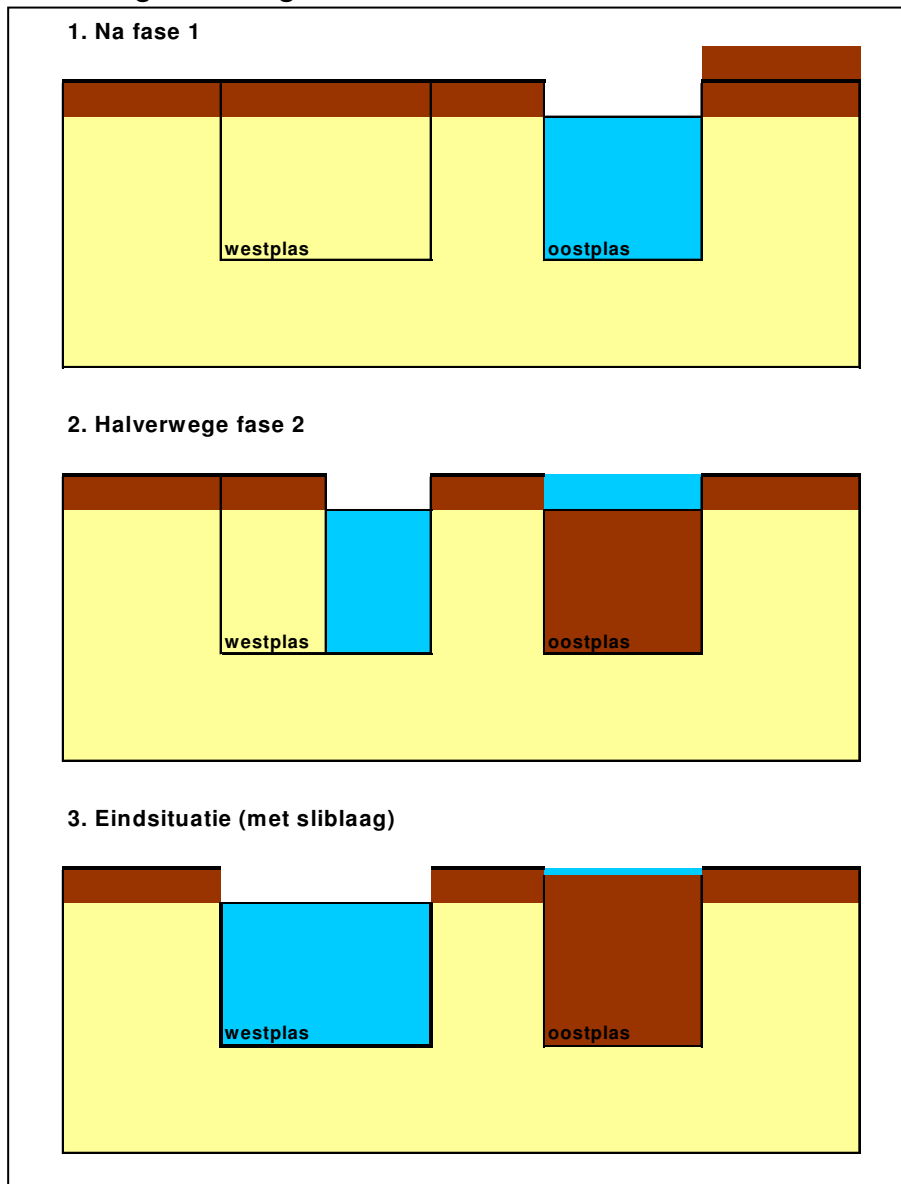 1. Na fase 1
westplas
oostplas
2. Halverwege fase 2
westplas
oostplas
3. Eindsituatie (met sliblaag)
westplas
oostplas